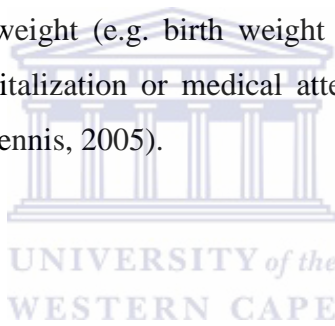 weight (e.g. birth weight
italization or medical atte
ennis, 2005).
UNIVERSITY of the
WESTERN CAPE